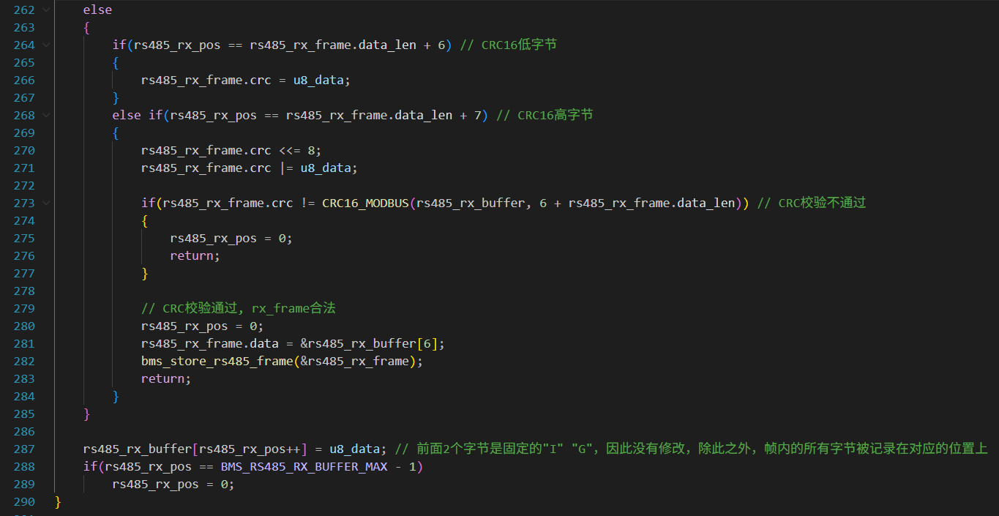 262 else
263 {
264 if(rs485_rx_pos == rs485_rx_frame.data_len + 6) // CRC16低字节
265 {
266 rs485_rx_frame.crc = u8_data;
267 }
268 else if(rs485_rx_pos == rs485_rx_frame.data_len + 7) // CRC16高字节
269 {
270 rs485_rx_frame.crc <<= 8;
271 rs485_rx_frame.crc |= u8_data;
272
273 if(rs485_rx_frame.crc != CRC16_MODBUS(rs485_rx_buffer, 6 + rs485_rx_frame.data_len)) // CRC校验不通过
274 {
275 rs485_rx_pos = 0;
276 return;
277 }
278
279 // CRC校验通过, rx_frame合法
280 rs485_rx_pos = 0;
281 rs485_rx_frame.data = &rs485_rx_buffer[6];
282 bms_store_rs485_frame(&rs485_rx_frame);
283 return;
284 }
285 }
286
287 rs485_rx_buffer[rs485_rx_pos++] = u8_data; // 前面2个字节是固定的"I" "G"，因此没有修改，除此之外，帧内的所有字节被记录在对应的位置上
288 if(rs485_rx_pos == BMS_RS485_RX_BUFFER_MAX - 1)
289 rs485_rx_pos = 0;
290 }